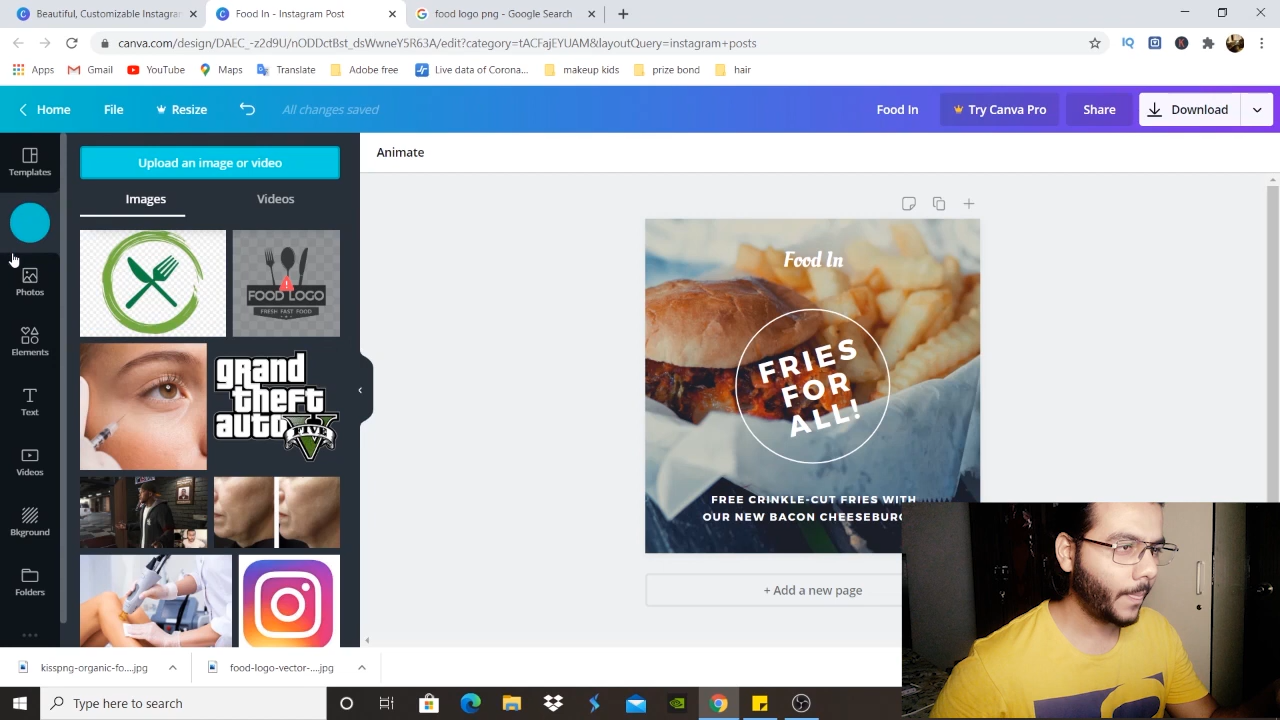 Beautiful, Customizable Instagran
Food In - Instagram Post
food logo png - Google Search
canva.com/design/DAEC_-z2d9U/nODDctBst_dsWwneY5R63A/edit?category=tACFajEYUAM&layoutQuery=instagram+posts
Apps
Gmail
YouTube
Maps
Translate
Adobe free
Live data of Corona...
makeup kids
prize bond
hair
Home
File
Resize
All changes saved
Food In
Try Canva Pro
Share
Download
Templates
Upload an image or video
Animate
Images
Videos
Photos
FOOD LOGO
FRESH FAST FOOD
Food In
Elements
grand
theft
auto
V
FIVE
FRIES
FOR
ALL!
Text
Videos
FREE CRINKLE-CUT FRIES WITH
OUR NEW BACON CHEESEBURG
Bkground
Folders
+ Add a new page
kisspng-organic-fo....jpg
food-logo-vector-....jpg
Type here to search